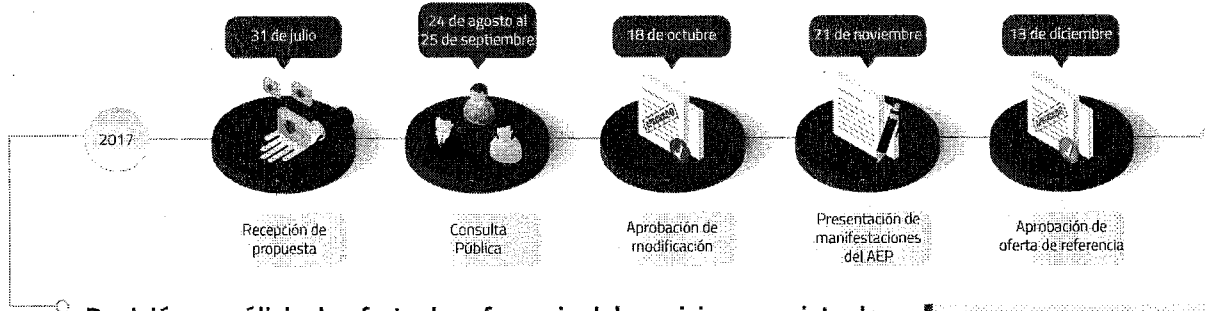 31 de julio
24 de agosto al
25 de septiembre
18 de octubre
21 de noviembre
13 de diciembre
2017
Recepción de
propuesta
Consulta
Pública
Aprobación de
modificación
Presentación de
manifestaciones
del AEP
Aprobación de
oferta de referencia